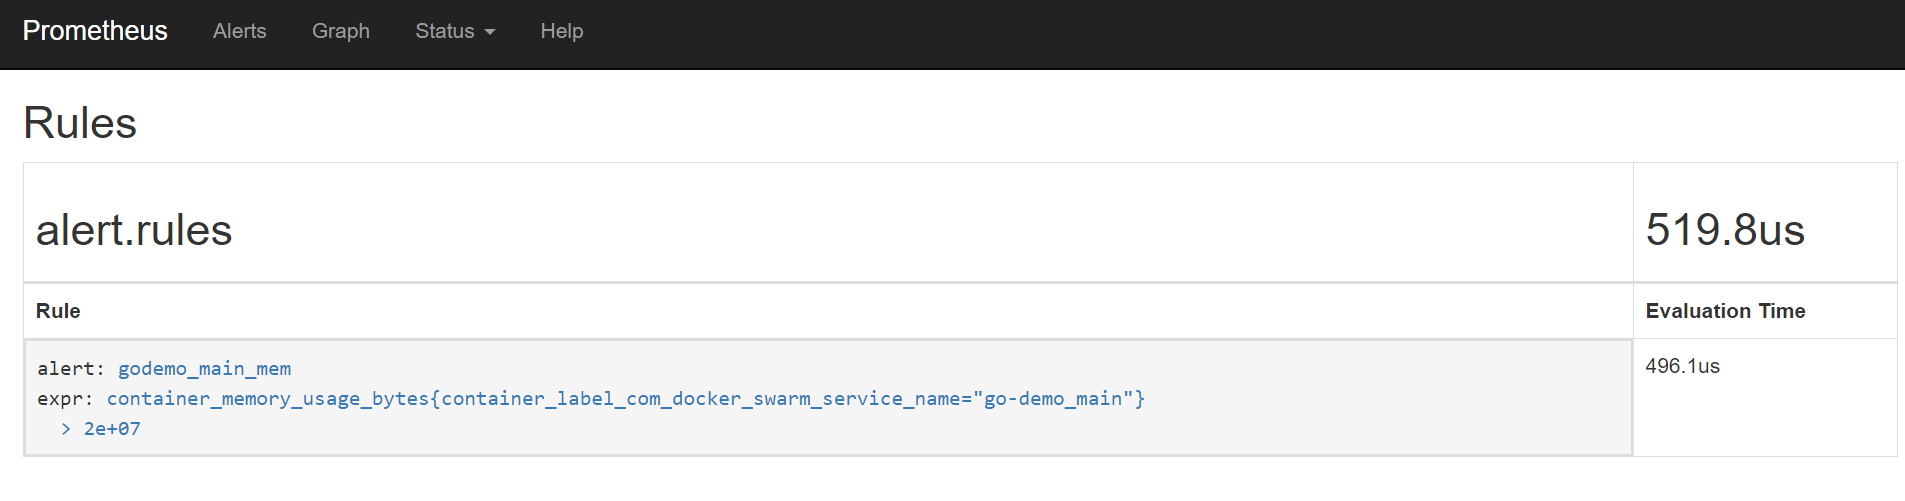 Prometheus Alerts Graph Status Help
Rules
alert.rules 519.8us
Rule Evaluation Time
alert: godemo_main_mem 496.1us
expr: container_memory_usage_bytes{container_label_com_docker_swarm_service_name="go-demo_main"}
> 2e+07